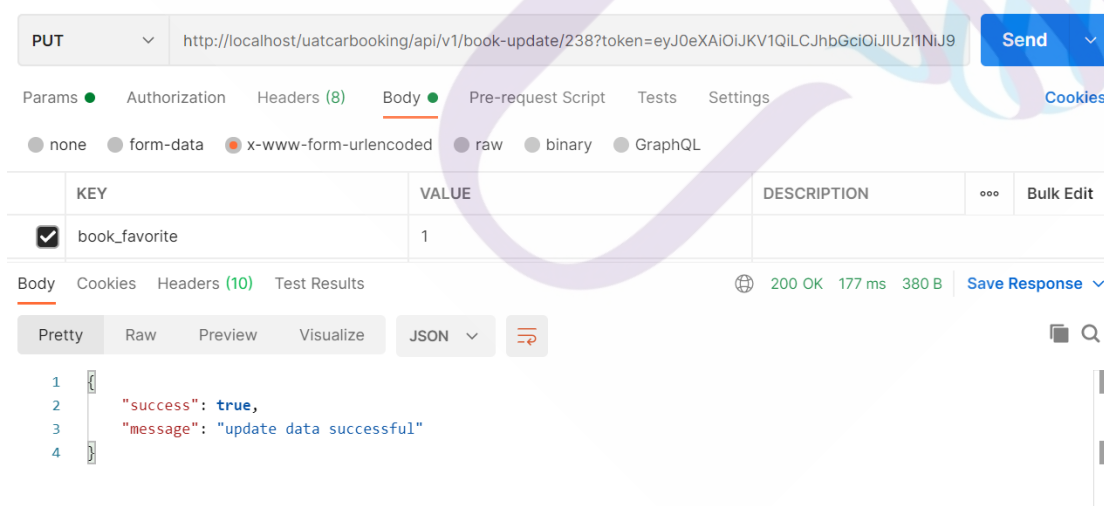 PUT http://localhost/uatcarbooking/api/v1/book-update/238?token=eyJ0eXAiOiJKV1QiLCJhbGciOiJIUzI1NiJ9 Send
Params Authorization Headers (8) Body Pre-request Script Tests Settings Cookies
none form-data x-www-form-urlencoded raw binary GraphQL
KEY VALUE DESCRIPTION ooo Bulk Edit
book_favorite 1
Body Cookies Headers (10) Test Results 200 OK 177 ms 380 B Save Response
Pretty Raw Preview Visualize JSON
1 {
2 "success": true,
3 "message": "update data successful"
4 }